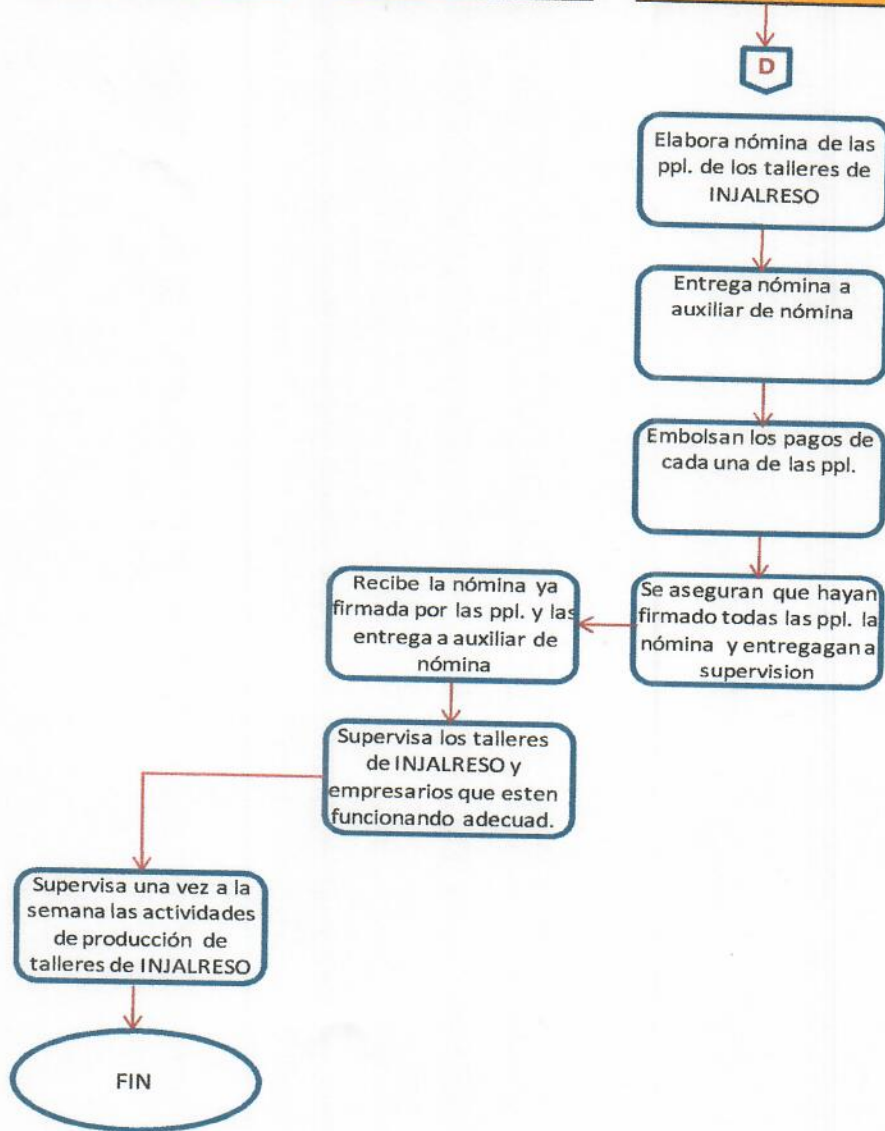 D
Elabora nómina de las
ppl. de los talleres de
INJALRESO
Entrega nómina a
auxiliar de nómina
Embolsan los pagos de
cada una de las ppl.
Se aseguran que hayan
firmado todas las ppl. la
nómina y entregagan a
supervision
Recibe la nómina ya
firmada por las ppl. y las
entrega a auxiliar de
nómina
Supervisa los talleres
de INJALRESO y
empresarios que esten
funcionando adecuad.
Supervisa una vez a la
semana las actividades
de producción de
talleres de INJALRESO
FIN